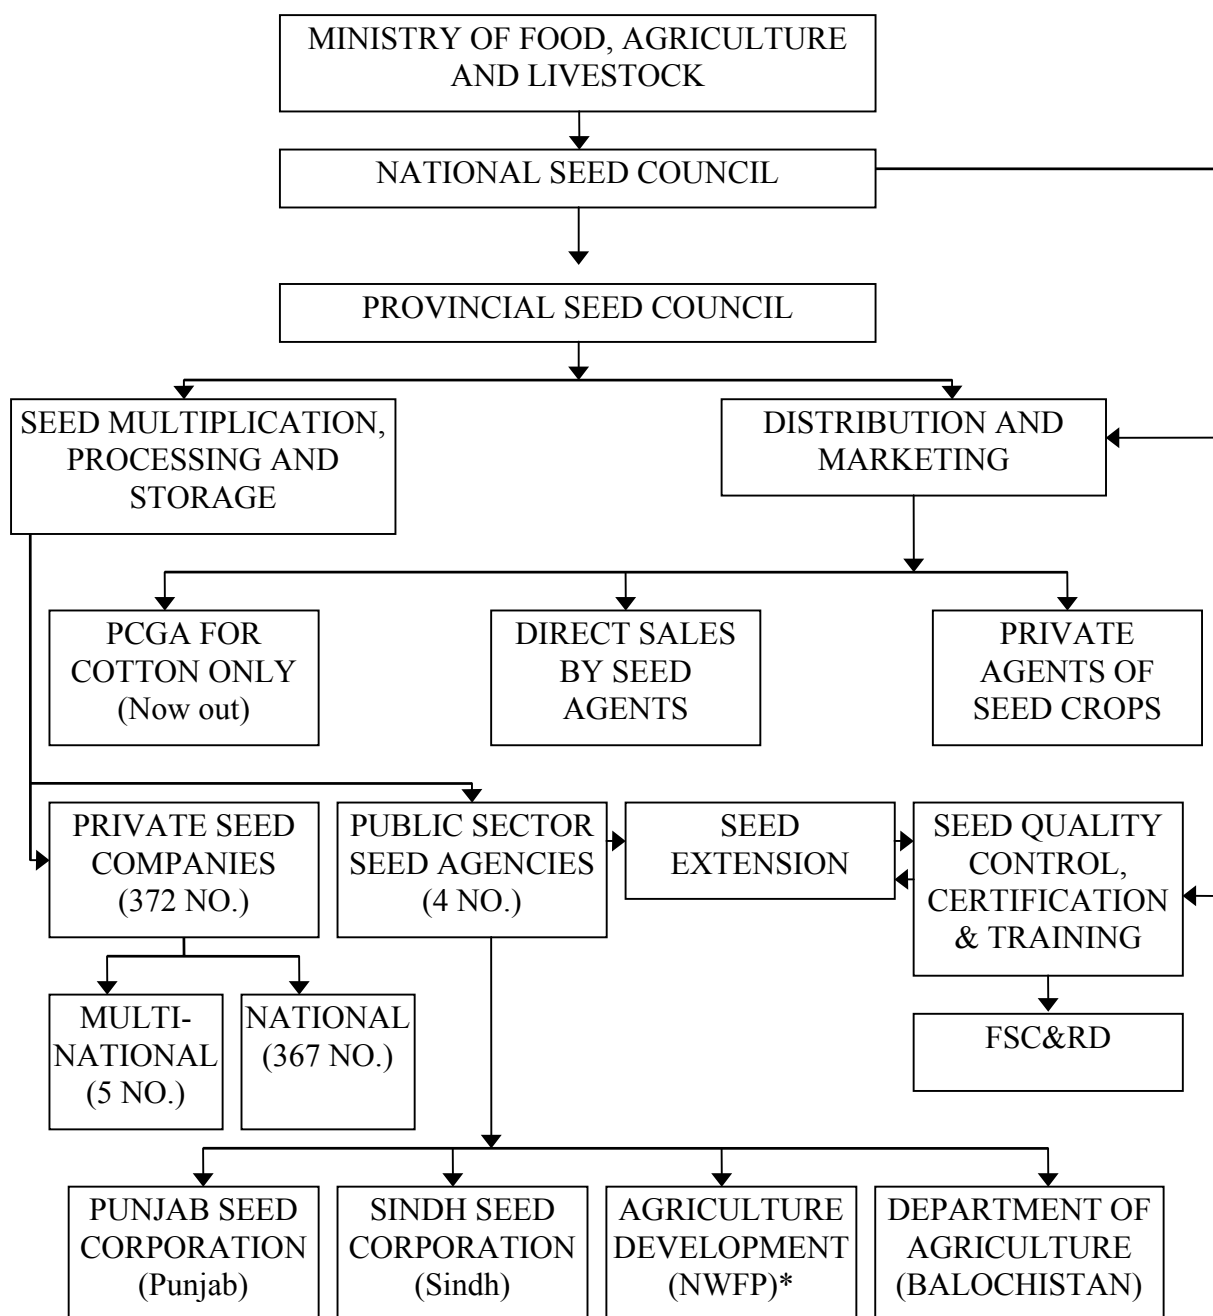 MINISTRY OF FOOD, AGRICULTURE
AND LIVESTOCK
NATIONAL SEED COUNCIL
PROVINCIAL SEED COUNCIL
SEED MULTIPLICATION,
PROCESSING AND
STORAGE
DISTRIBUTION AND
MARKETING
PCGA FOR
COTTON ONLY
(Now out)
DIRECT SALES
BY SEED
AGENTS
PRIVATE
AGENTS OF
SEED CROPS
PRIVATE SEED
COMPANIES
(372 NO.)
PUBLIC SECTOR
SEED AGENCIES
(4 NO.)
SEED
EXTENSION
SEED QUALITY
CONTROL,
CERTIFICATION
& TRAINING
MULTI-
NATIONAL
(5 NO.)
NATIONAL
(367 NO.)
FSC&RD
PUNJAB SEED
CORPORATION
(Punjab)
SINDH SEED
CORPORATION
(Sindh)
AGRICULTURE
DEVELOPMENT
(NWFP)*
DEPARTMENT OF
AGRICULTURE
(BALOCHISTAN)